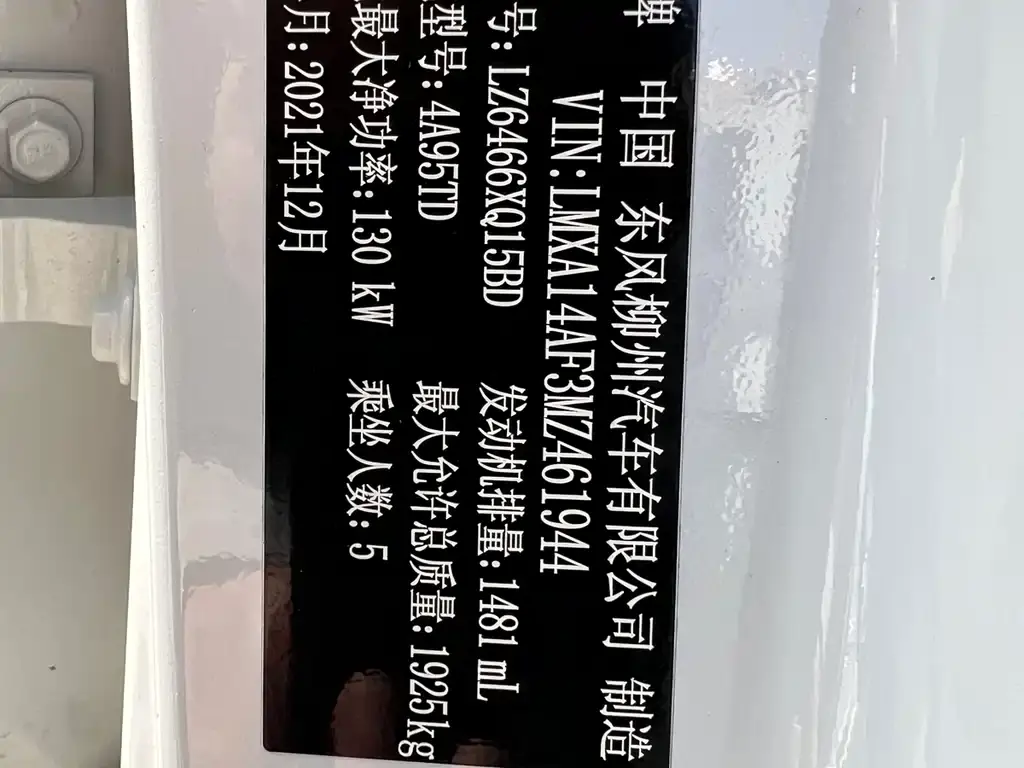 牌 中国 东风柳州汽车有限公司 制造
VIN:LMXA14AF3MZ461944
号:LZ6466XQ15BD 发动机排量:1481 mL
型号:4A95TD 最大允许总质量:1925kg
最大净功率:130 kW 乘坐人数:5
月:2021年12月